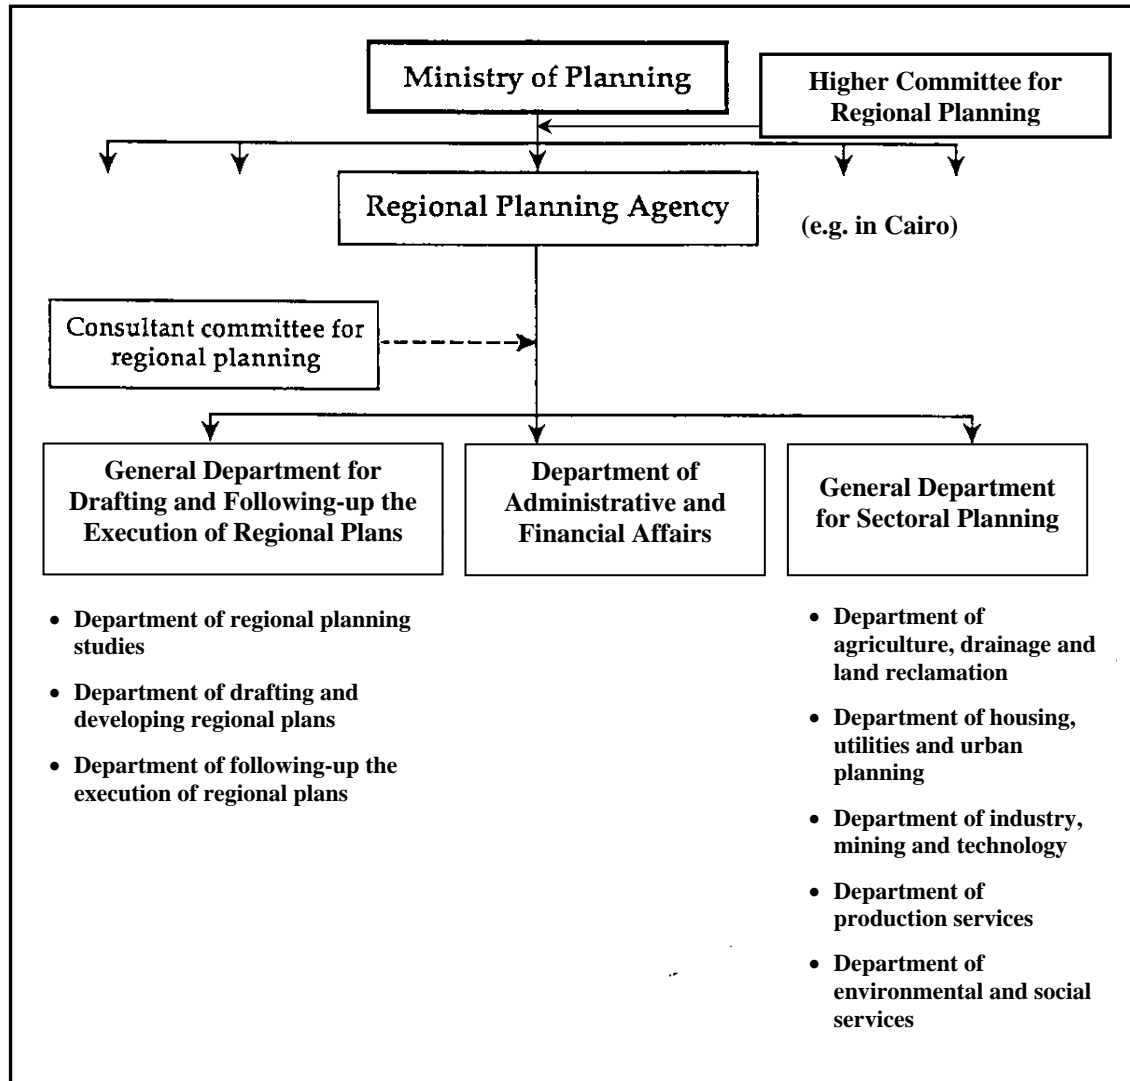 Ministry of Planning
Higher Committee for
Regional Planning
Regional Planning Agency
(e.g. in Cairo)
Consultant committee for
regional planning
General Department for
Drafting and Following-up the
Execution of Regional Plans
Department of
Administrative and
Financial Affairs
General Department
for Sectoral Planning
• Department of regional planning
studies
• Department of drafting and
developing regional plans
• Department of following-up the
execution of regional plans
• Department of
agriculture, drainage and
land reclamation
• Department of housing,
utilities and urban
planning
• Department of industry,
mining and technology
• Department of
production services
• Department of
environmental and social
services